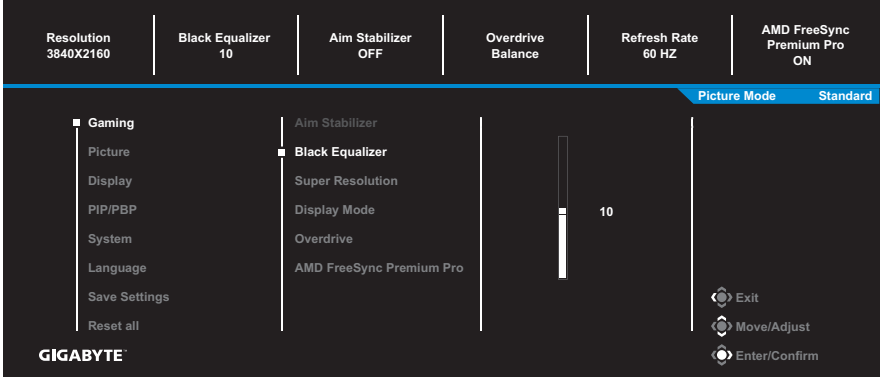 Resolution
3840X2160
Black Equalizer
10
Aim Stabilizer
OFF
Overdrive
Balance
Refresh Rate
60 HZ
AMD FreeSync
Premium Pro
ON
Picture Mode Standard
Gaming
Picture
Display
PIP/PBP
System
Language
Save Settings
Reset all
Aim Stabilizer
Black Equalizer
Super Resolution
Display Mode
Overdrive
AMD FreeSync Premium Pro
10
Exit
Move/Adjust
Enter/Confirm
GIGABYTE